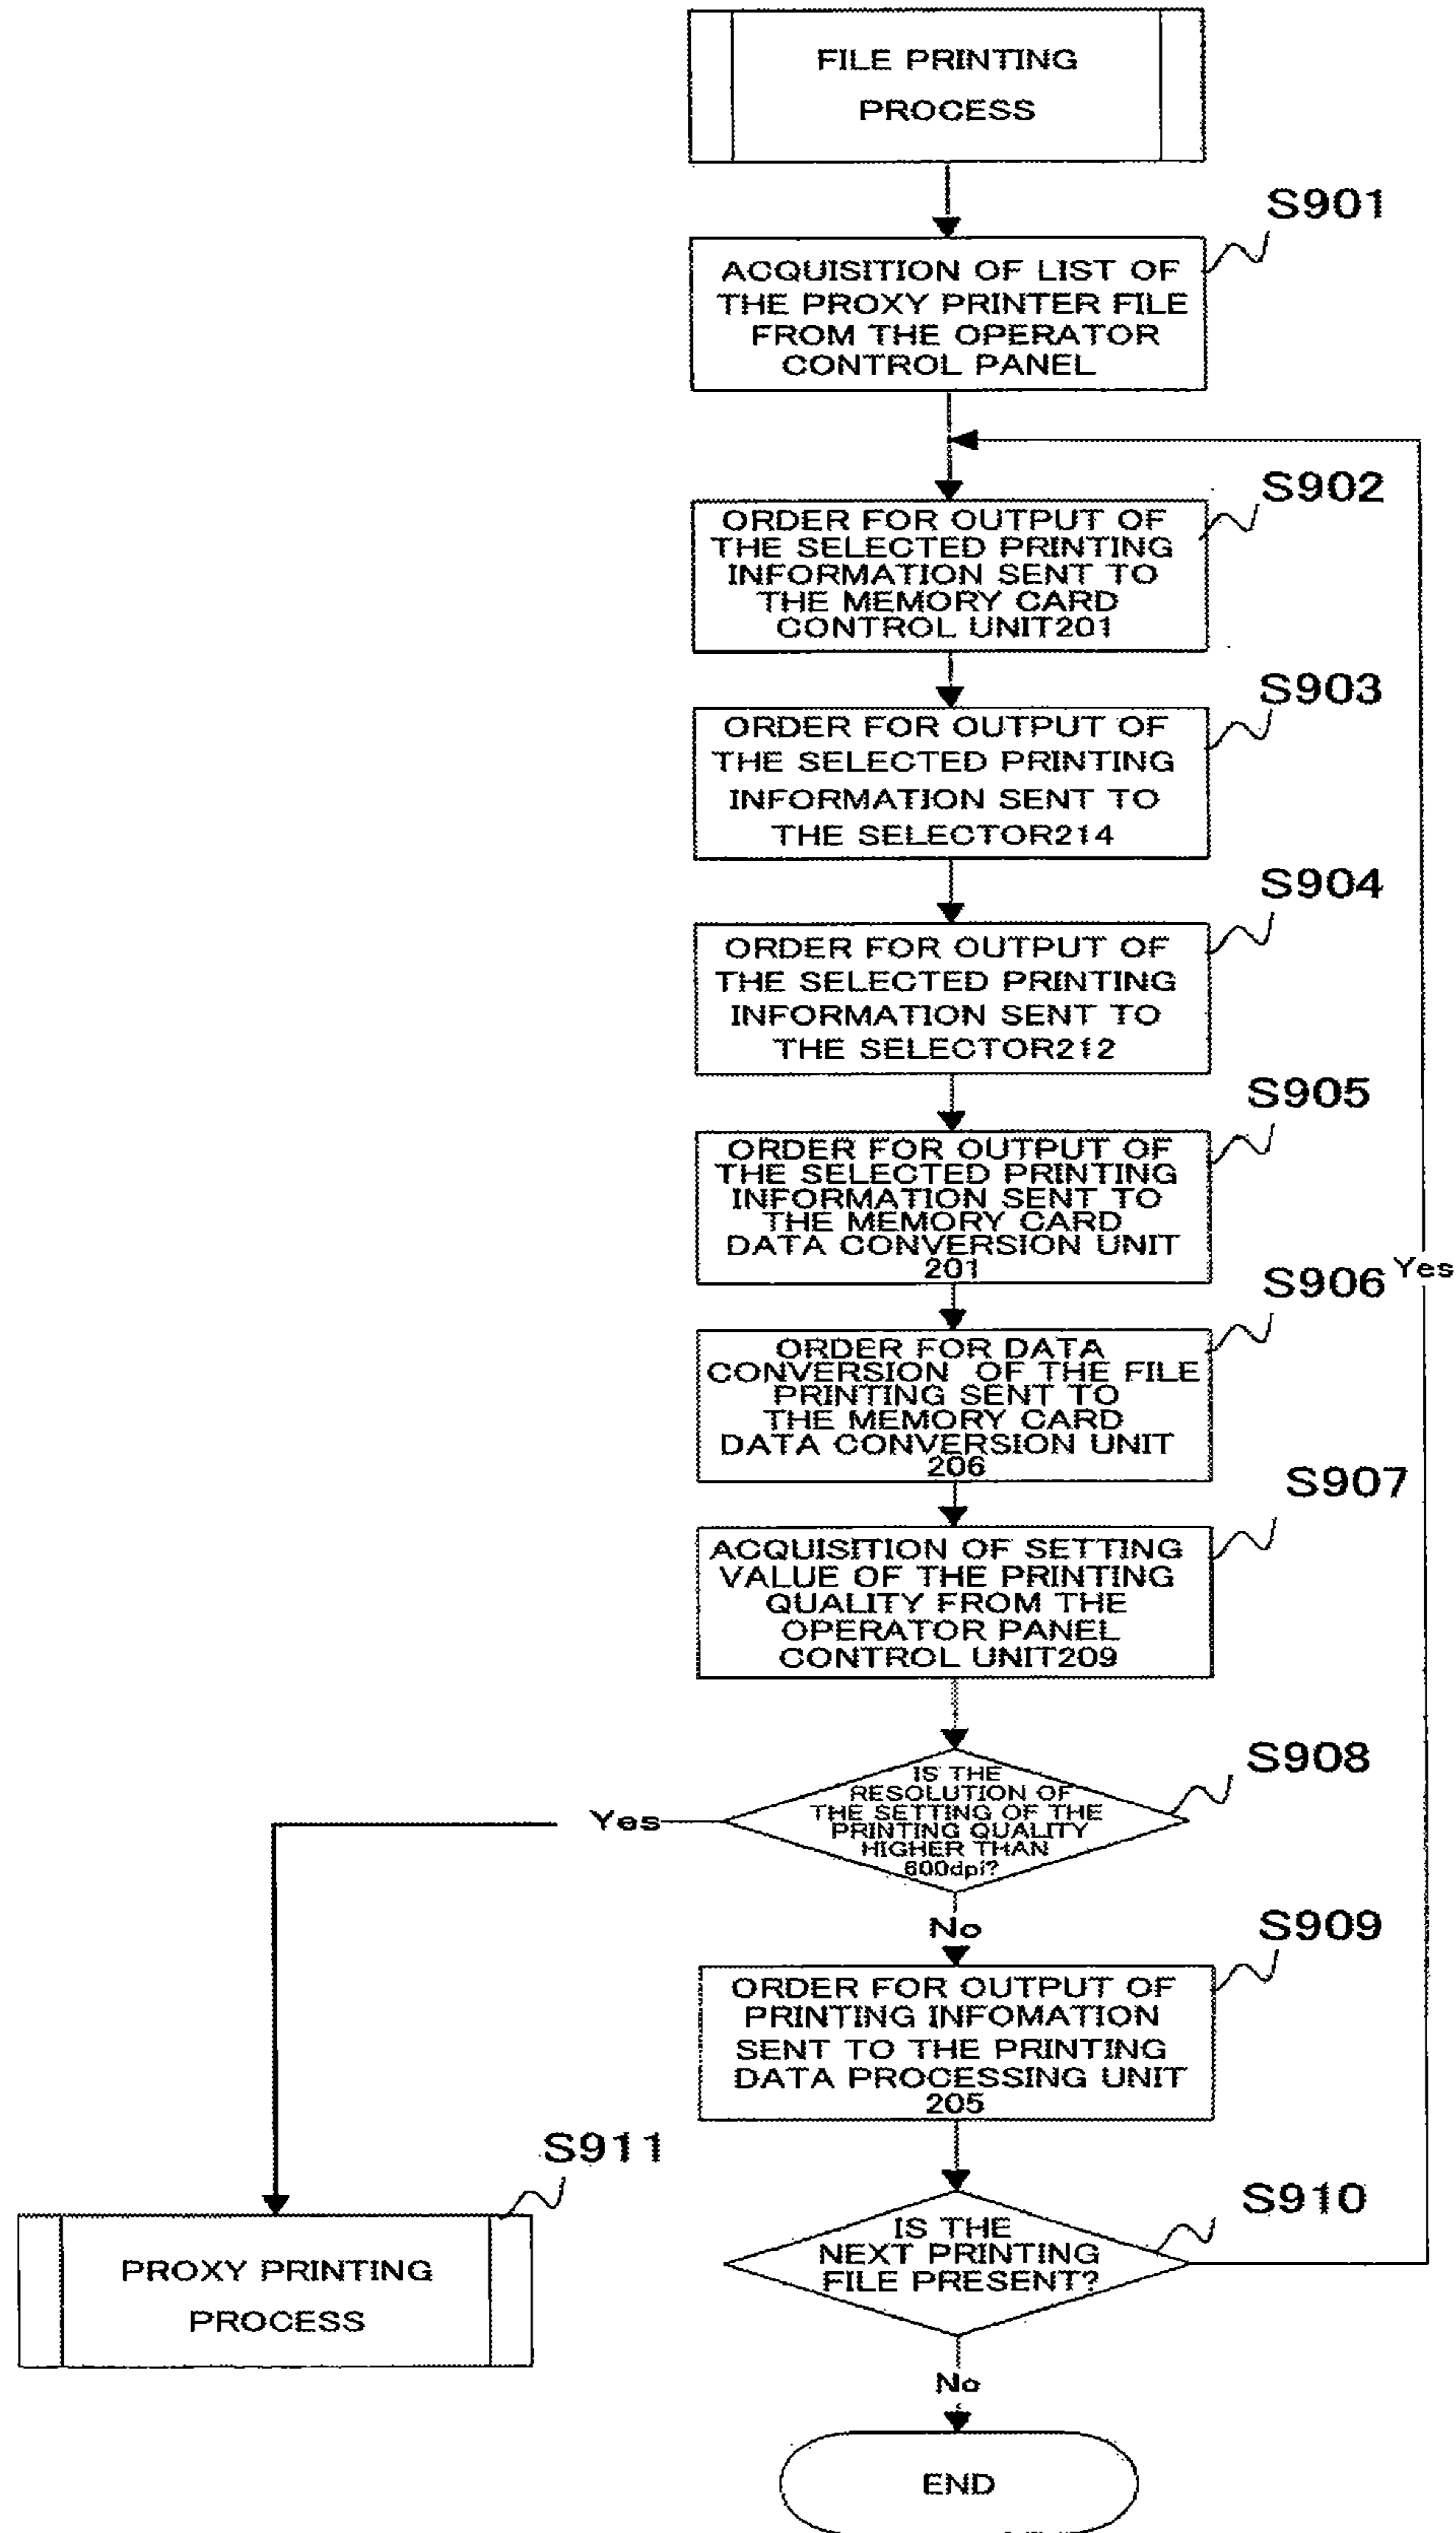 FILE PRINTING
PROCESS
S901
ACQUISITION OF LIST OF
THE PROXY PRINTER FILE
FROM THE OPERATOR
CONTROL PANEL
S902
ORDER FOR OUTPUT OF
THE SELECTED PRINTING
INFORMATION SENT TO
THE MEMORY CARD
CONTROL UNIT201
S903
ORDER FOR OUTPUT OF
THE SELECTED PRINTING
INFORMATION SENT TO
THE SELECTOR214
S904
ORDER FOR OUTPUT OF
THE SELECTED PRINTING
INFORMATION SENT TO
THE SELECTOR212
S905
ORDER FOR OUTPUT OF
THE SELECTED PRINTING
INFORMATION SENT TO
THE MEMORY CARD
DATA CONVERSION UNIT
201
Yes
S906
ORDER FOR DATA
CONVERSION OF THE FILE
PRINTING SENT TO
THE MEMORY CARD
DATA CONVERSION UNIT
206
S907
ACQUISITION OF SETTING
VALUE OF THE PRINTING
QUALITY FROM THE
OPERATOR PANEL
CONTROL UNIT209
S908
IS THE
RESOLUTION OF
THE SETTING OF THE
PRINTING QUALITY
HIGHER THAN
600dpi?
Yes
No
S909
ORDER FOR OUTPUT OF
PRINTING INFOMATION
SENT TO THE PRINTING
DATA PROCESSING UNIT
205
S911
PROXY PRINTING
PROCESS
S910
IS THE
NEXT PRINTING
FILE PRESENT?
No
END